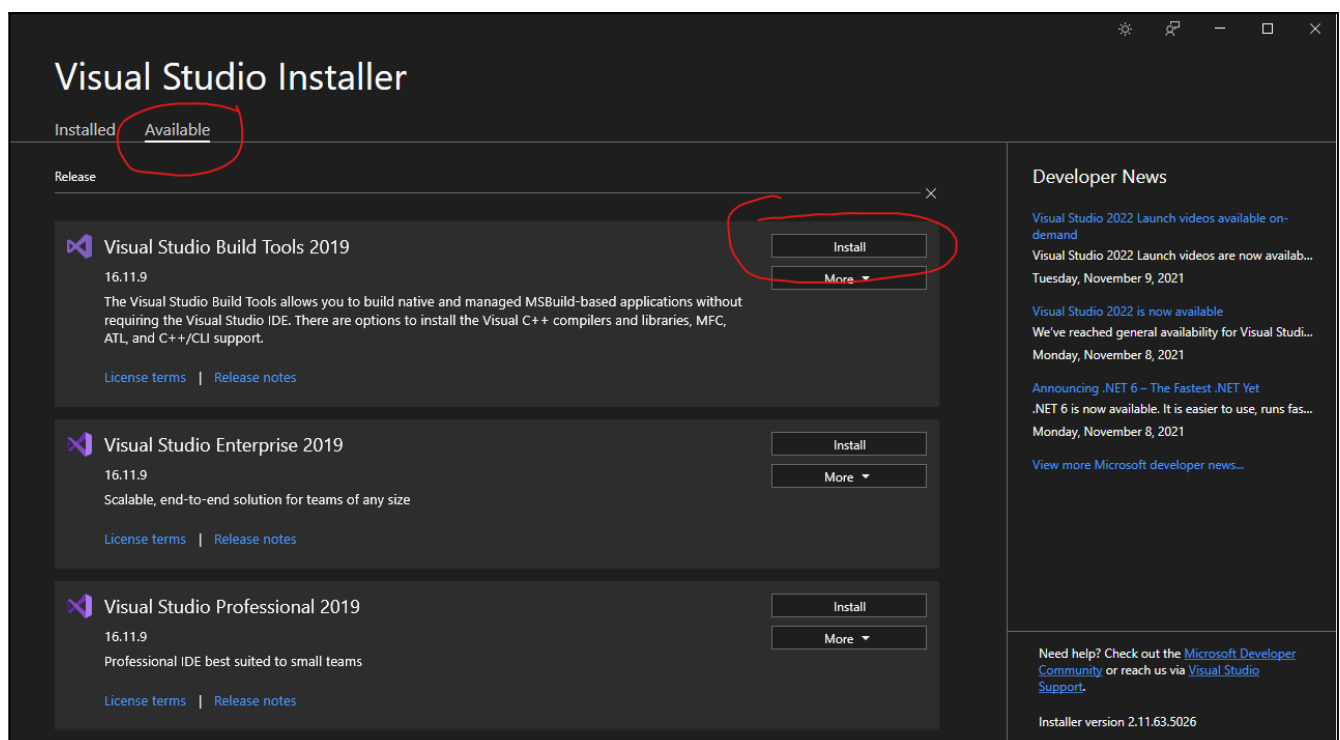 Visual Studio Installer
Installed Available
Release
Visual Studio Build Tools 2019
Install
16.11.9
More
The Visual Studio Build Tools allows you to build native and managed MSBuild-based applications without
requiring the Visual Studio IDE. There are options to install the Visual C++ compilers and libraries, MFC,
ATL, and C++/CLI support.
License terms | Release notes
Visual Studio Enterprise 2019
Install
16.11.9
More
Scalable, end-to-end solution for teams of any size
License terms | Release notes
Visual Studio Professional 2019
Install
16.11.9
More
Professional IDE best suited to small teams
License terms | Release notes
Developer News
Visual Studio 2022 Launch videos available on-
demand
Visual Studio 2022 Launch videos are now availab...
Tuesday, November 9, 2021
Visual Studio 2022 is now available
We've reached general availability for Visual Studi...
Monday, November 8, 2021
Announcing .NET 6 – The Fastest .NET Yet
.NET 6 is now available. It is easier to use, runs fas...
Monday, November 8, 2021
View more Microsoft developer news...
Need help? Check out the Microsoft Developer
Community or reach us via Visual Studio
Support.
Installer version 2.11.63.5026